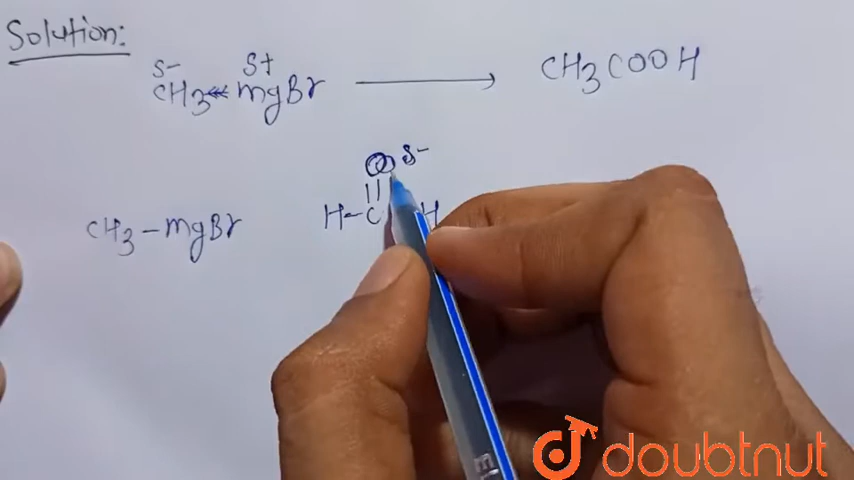 Solution:
S- S+
CH3 mgBr → CH3COOH
O S-
||
CH3-mgBr H-C H
doubtnut